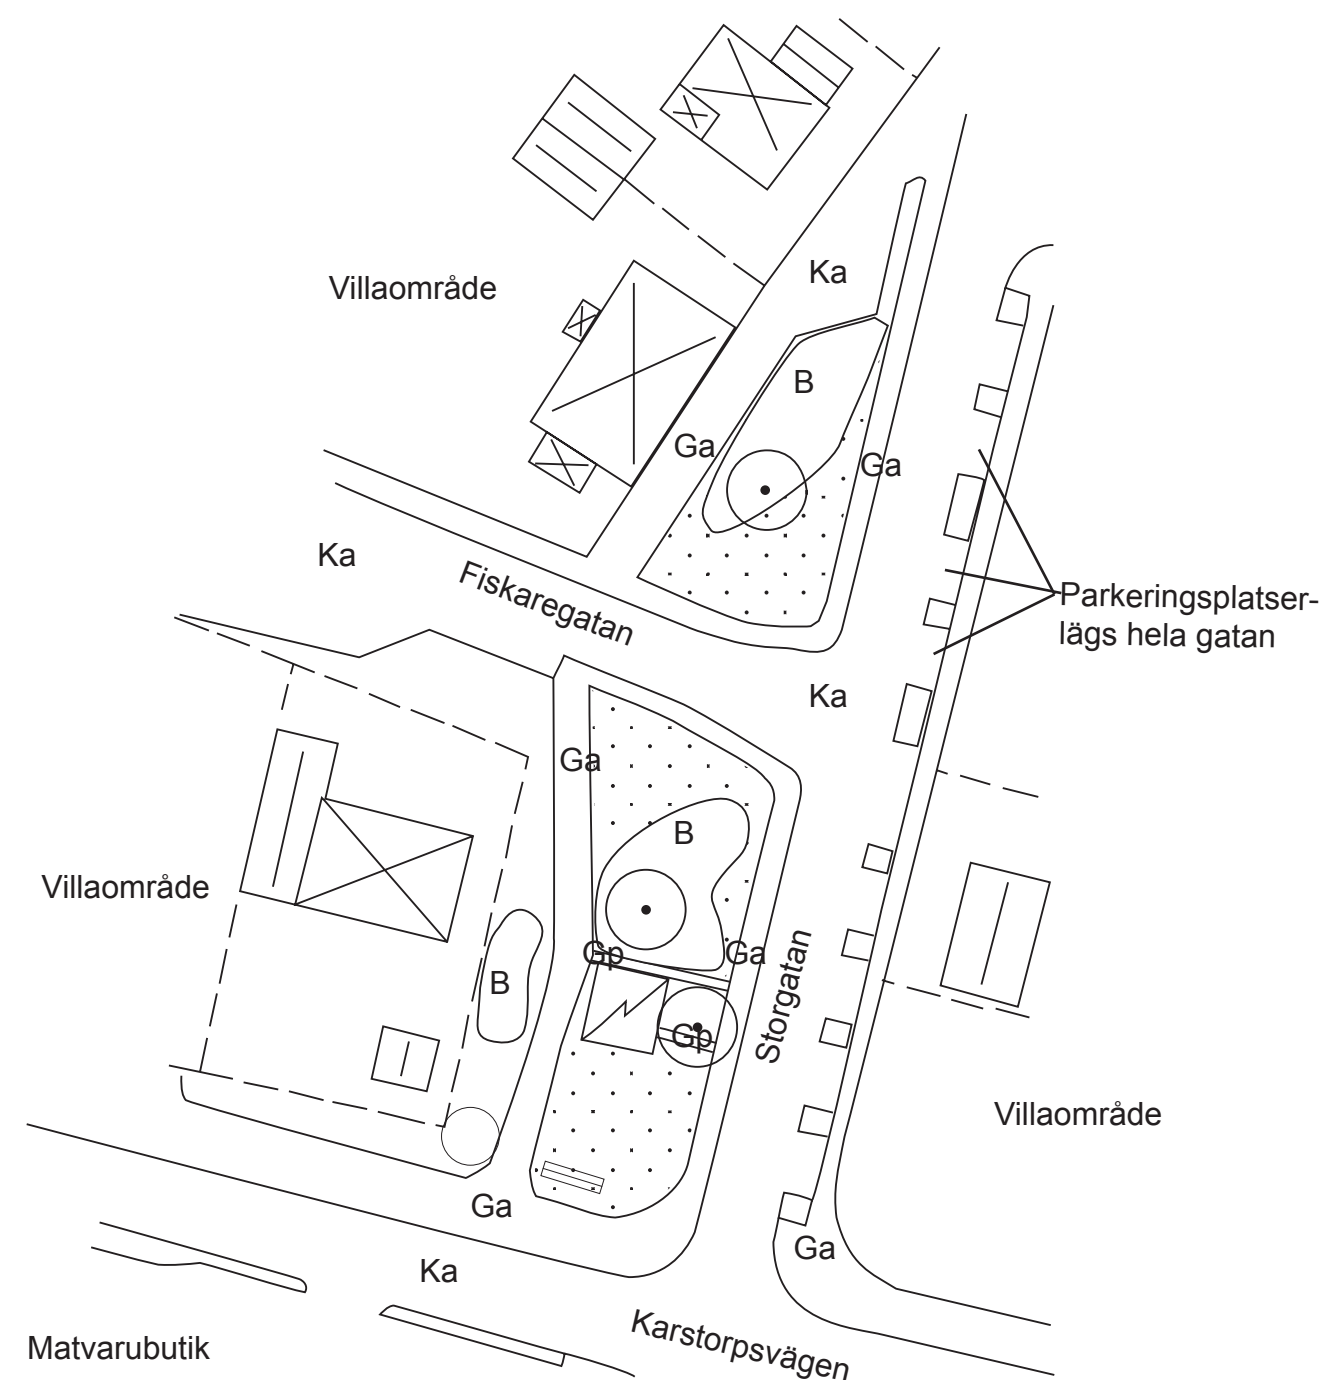 Ka
Villaområde
B
Ga
Ga
Ka
Fiskaregatan
Parkeringsplatser-
lägs hela gatan
Ka
Ga
B
Villaområde
Gp
Ga
B
Storgatan
Gp
Villaområde
Ga
Ga
Ka
Karstorpsvägen
Matvarubutik